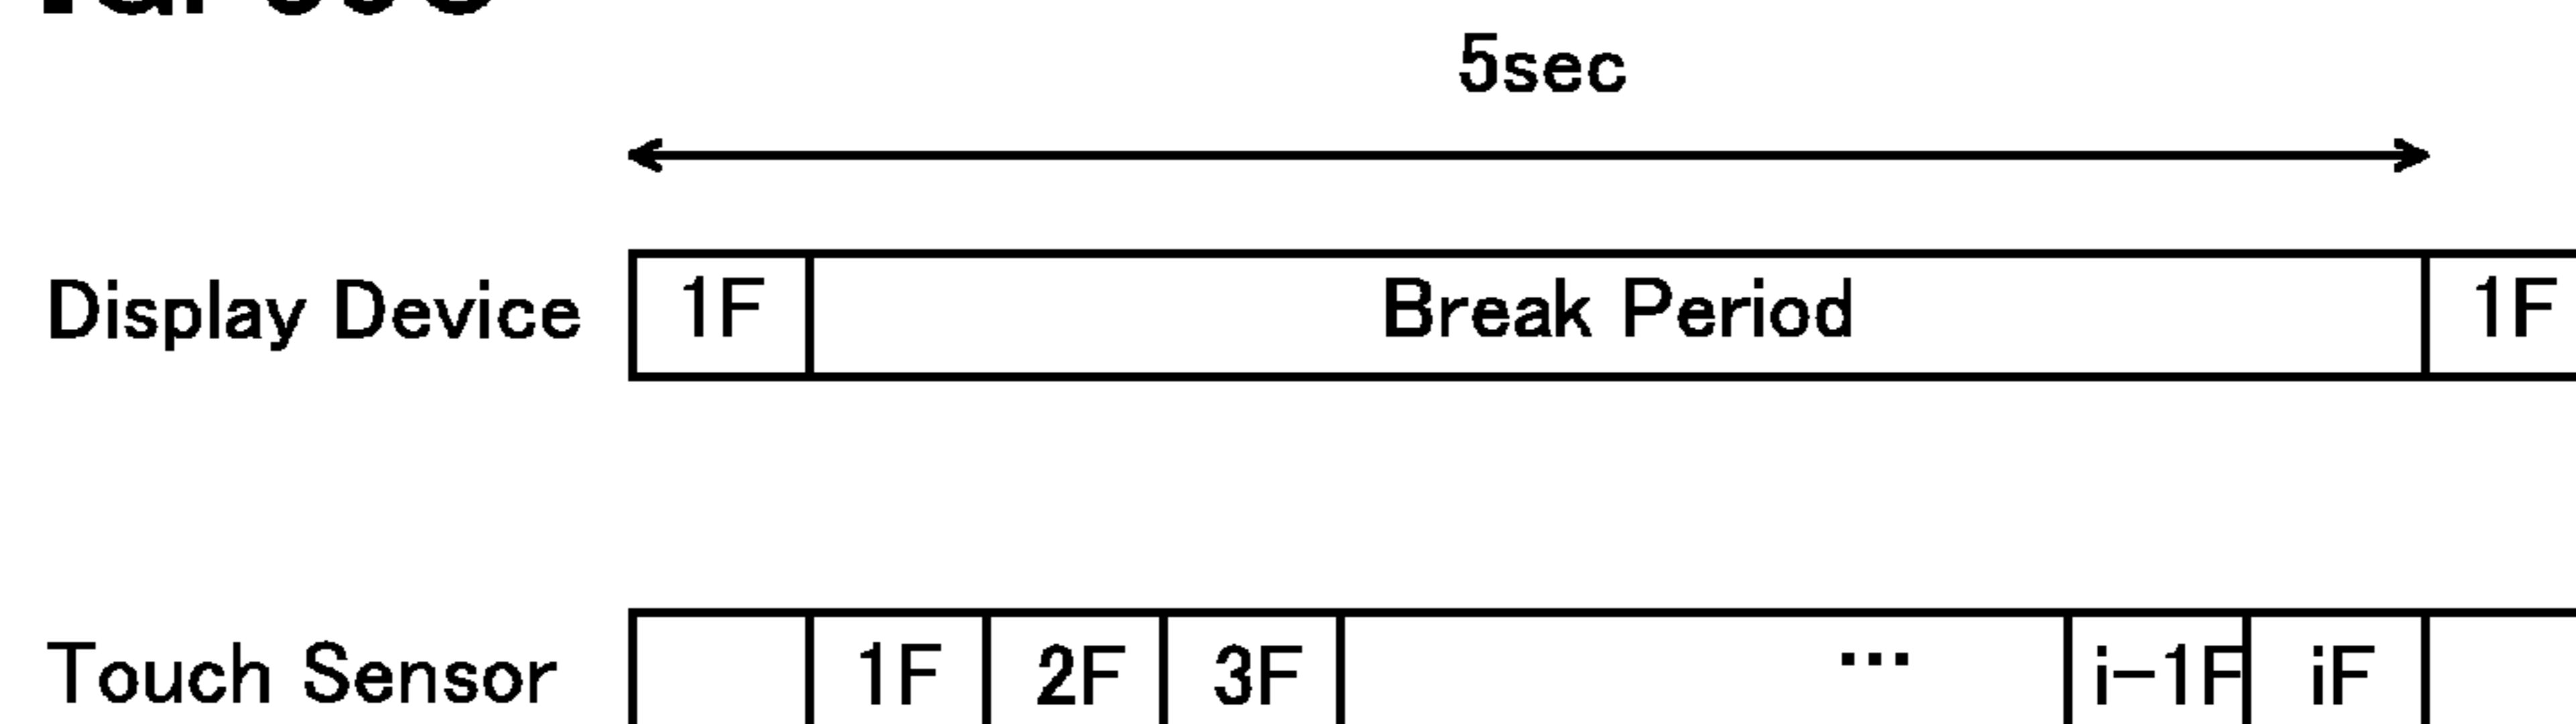 5sec
Display Device 1F Break Period 1F
Touch Sensor 1F 2F 3F ... i-1F iF